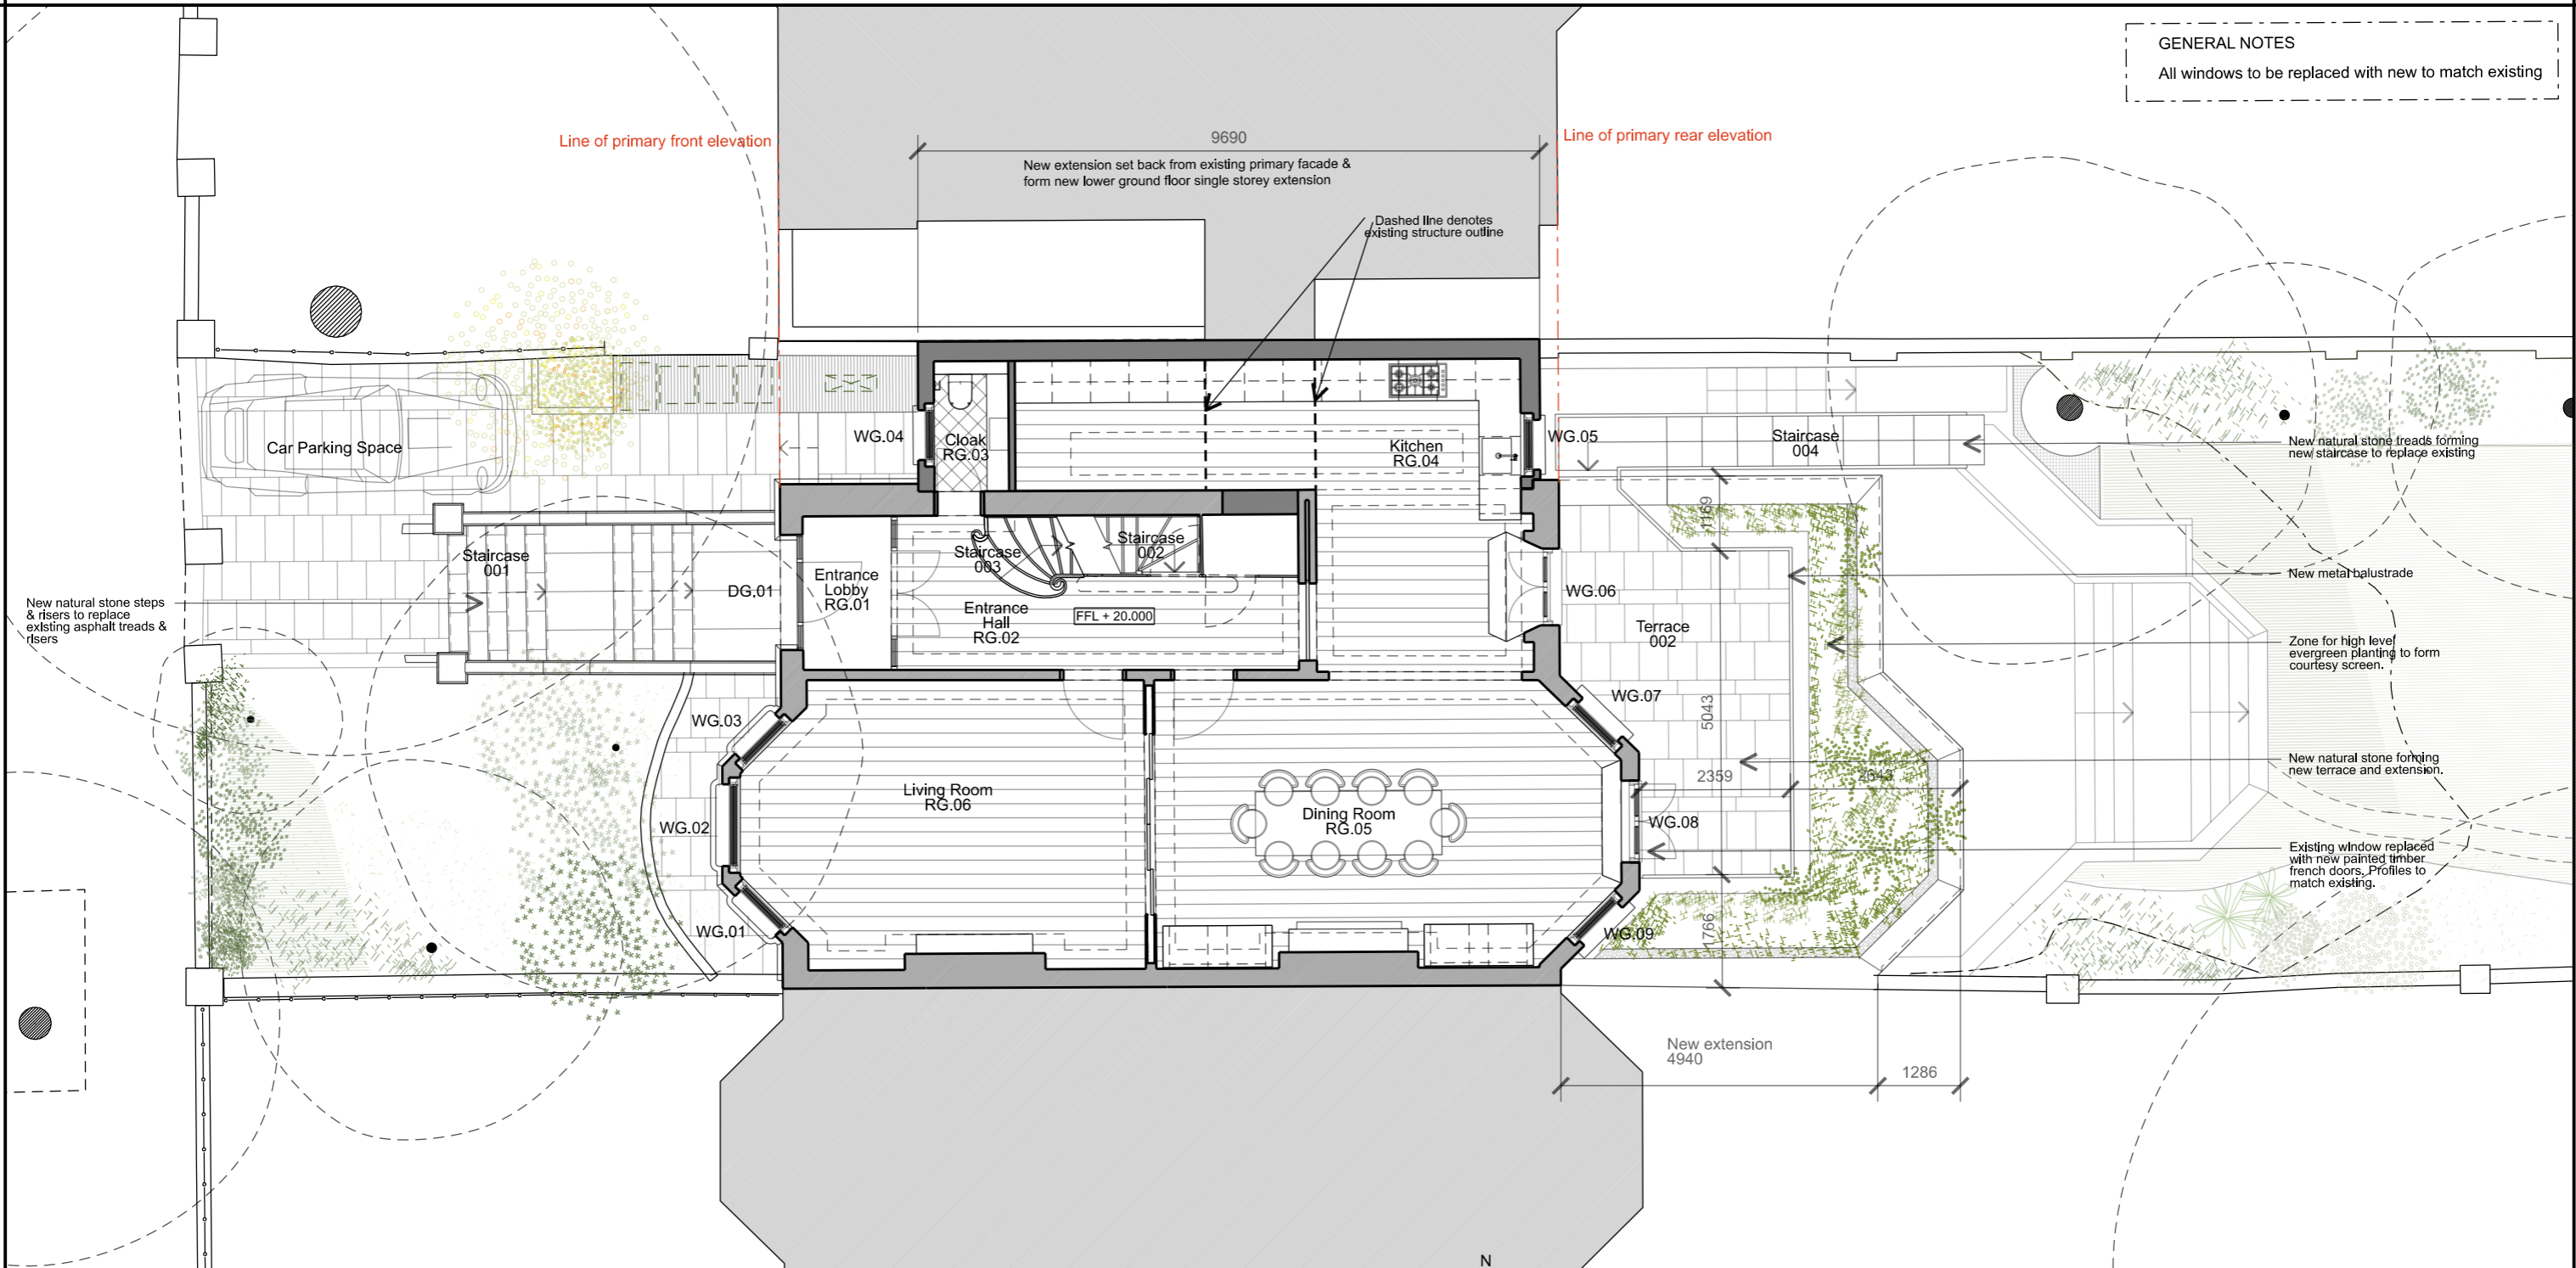 GENERAL NOTES
All windows to be replaced with new to match existing
Line of primary front elevation
9690
Line of primary rear elevation
New extension set back from existing primary facade &
form new lower ground floor single storey extension
Dashed line denotes
existing structure outline
Car Parking Space
WG.04
Cloak
RG.03
Kitchen
RG.04
WG.05
Staircase
004
New natural stone treads forming
new staircase to replace existing
1169
Staircase
001
Staircase
003
Staircase
002
DG.01
Entrance
Lobby
RG.01
Entrance
Hall
RG.02
FFL + 20.000
WG.06
Terrace
002
New metal balustrade
New natural stone steps
& risers to replace
existing asphalt treads &
risers
Zone for high level
evergreen planting to form
courtesy screen.
WG.03
WG.07
5043
New natural stone forming
new terrace and extension.
2359
2643
Living Room
RG.06
Dining Room
RG.05
WG.02
WG.08
Existing window replaced
with new painted timber
french doors. Profiles to
match existing.
WG.01
WG.09
1766
New extension
4940
1286
N